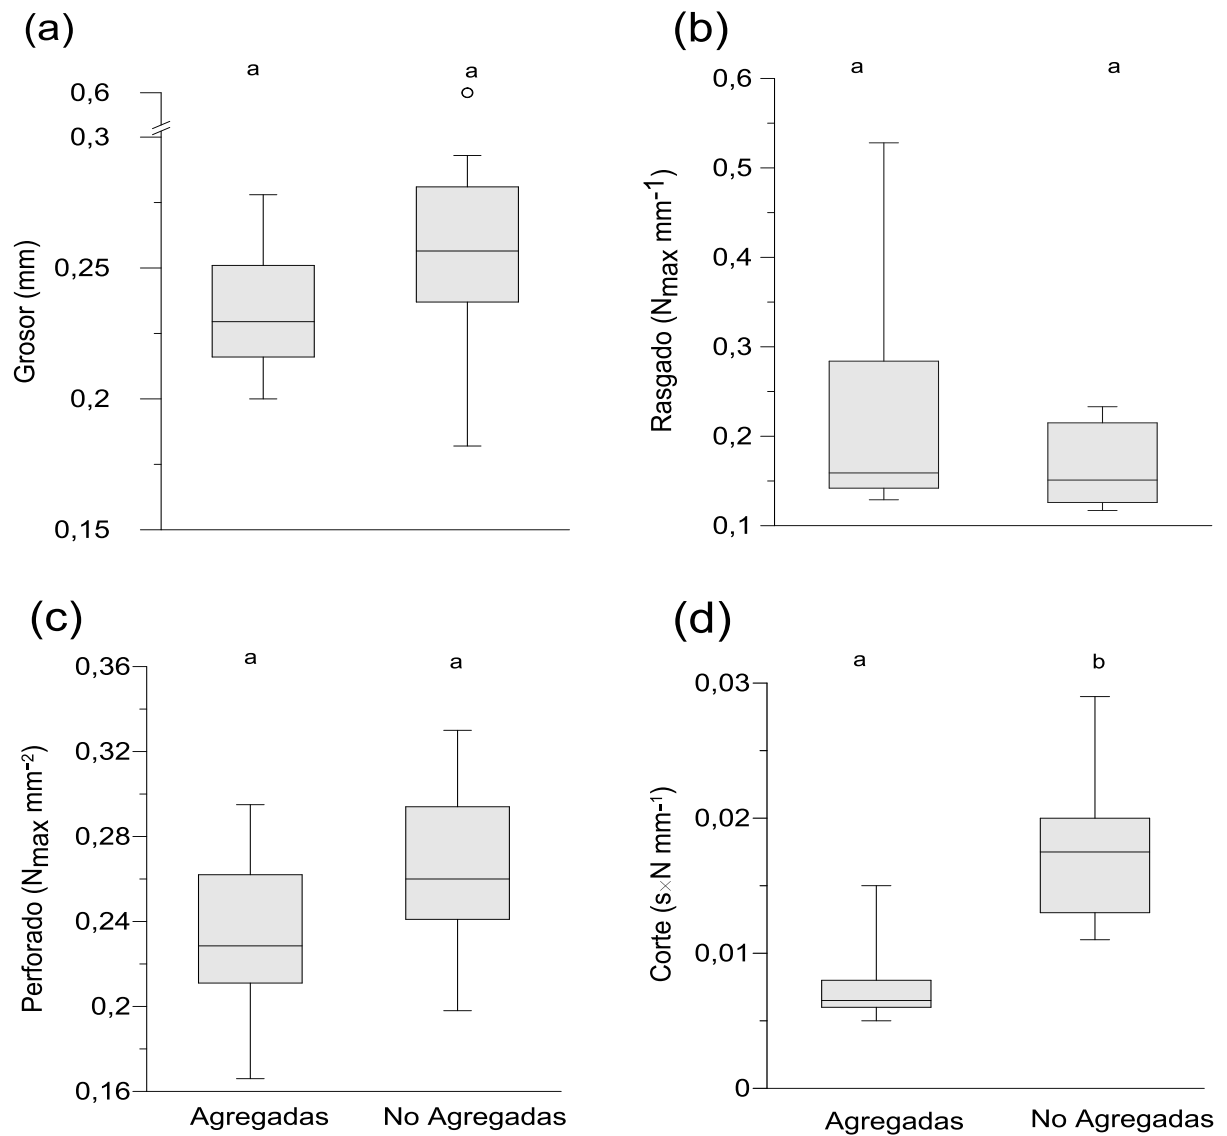 (a)
a
a
0,6
0,3
0,25
0,2
0,15
Grosor (mm)
(b)
a
a
0,6
0,5
0,4
0,3
0,2
0,1
Rasgado (Nmax mm-1)
(c)
a
a
0,36
0,32
0,28
0,24
0,2
0,16
Perforado (Nmax mm-2)
Agregadas
No Agregadas
(d)
a
b
0,03
0,02
0,01
0
Corte (s×N mm-1)
Agregadas
No Agregadas